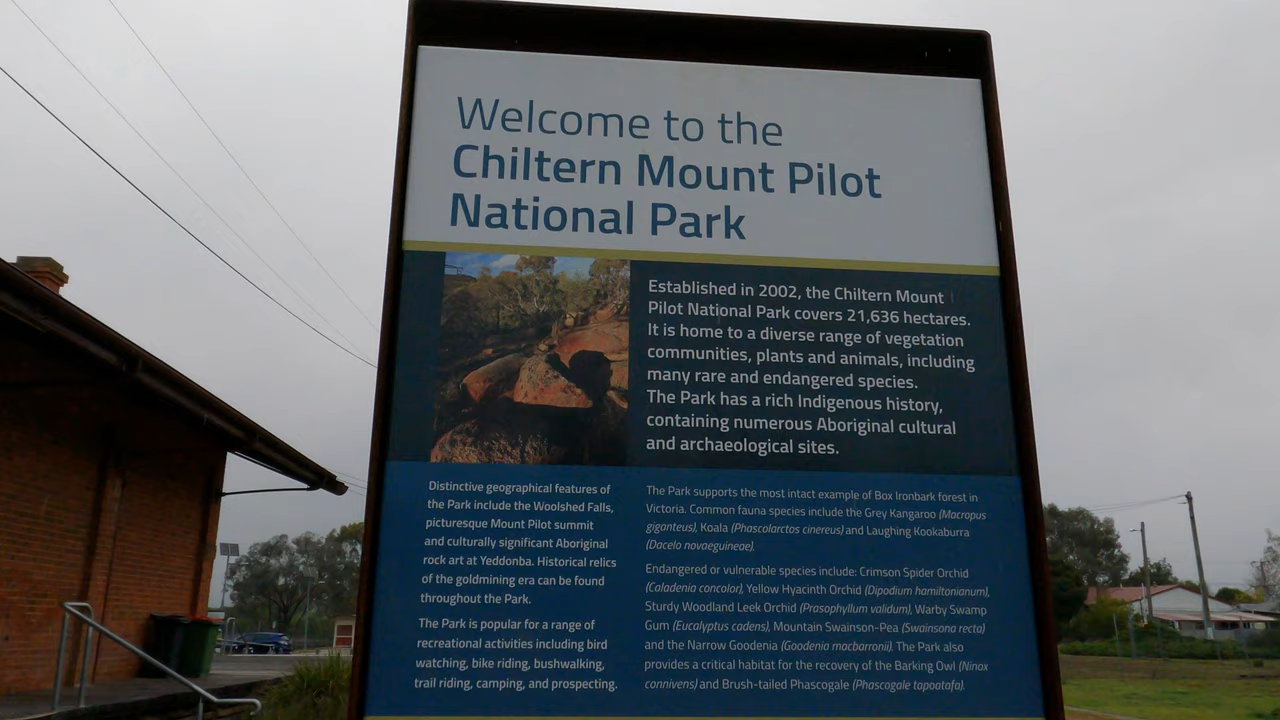 Welcome to the
Chiltern Mount Pilot
National Park
Established in 2002, the Chiltern Mount
Pilot National Park covers 21,636 hectares.
It is home to a diverse range of vegetation
communities, plants and animals, including
many rare and endangered species.
The Park has a rich Indigenous history,
containing numerous Aboriginal cultural
and archaeological sites.
Distinctive geographical features of
the Park include the Woolshed Falls,
picturesque Mount Pilot summit
and culturally significant Aboriginal
rock art at Yeddonba. Historical relics
of the goldmining era can be found
throughout the Park.
The Park is popular for a range of
recreational activities including bird
watching, bike riding, bushwalking,
trail riding, camping, and prospecting.
The Park supports the most intact example of Box Ironbark forest in
Victoria. Common fauna species include the Grey Kangaroo (Macropus
giganteus), Koala (Phascolarctos cinereus) and Laughing Kookaburra
(Dacelo novaeguineae).
Endangered or vulnerable species include: Crimson Spider Orchid
(Caladenia concolor), Yellow Hyacinth Orchid (Dipodium hamiltonianum),
Sturdy Woodland Leek Orchid (Prasophyllum validum), Warby Swamp
Gum (Eucalyptus cadens), Mountain Swainson-Pea (Swainsona recta)
and the Narrow Goodenia (Goodenia macbarronii). The Park also
provides a critical habitat for the recovery of the Barking Owl (Ninox
connivens) and Brush-tailed Phascogale (Phascogale tapoatafa).